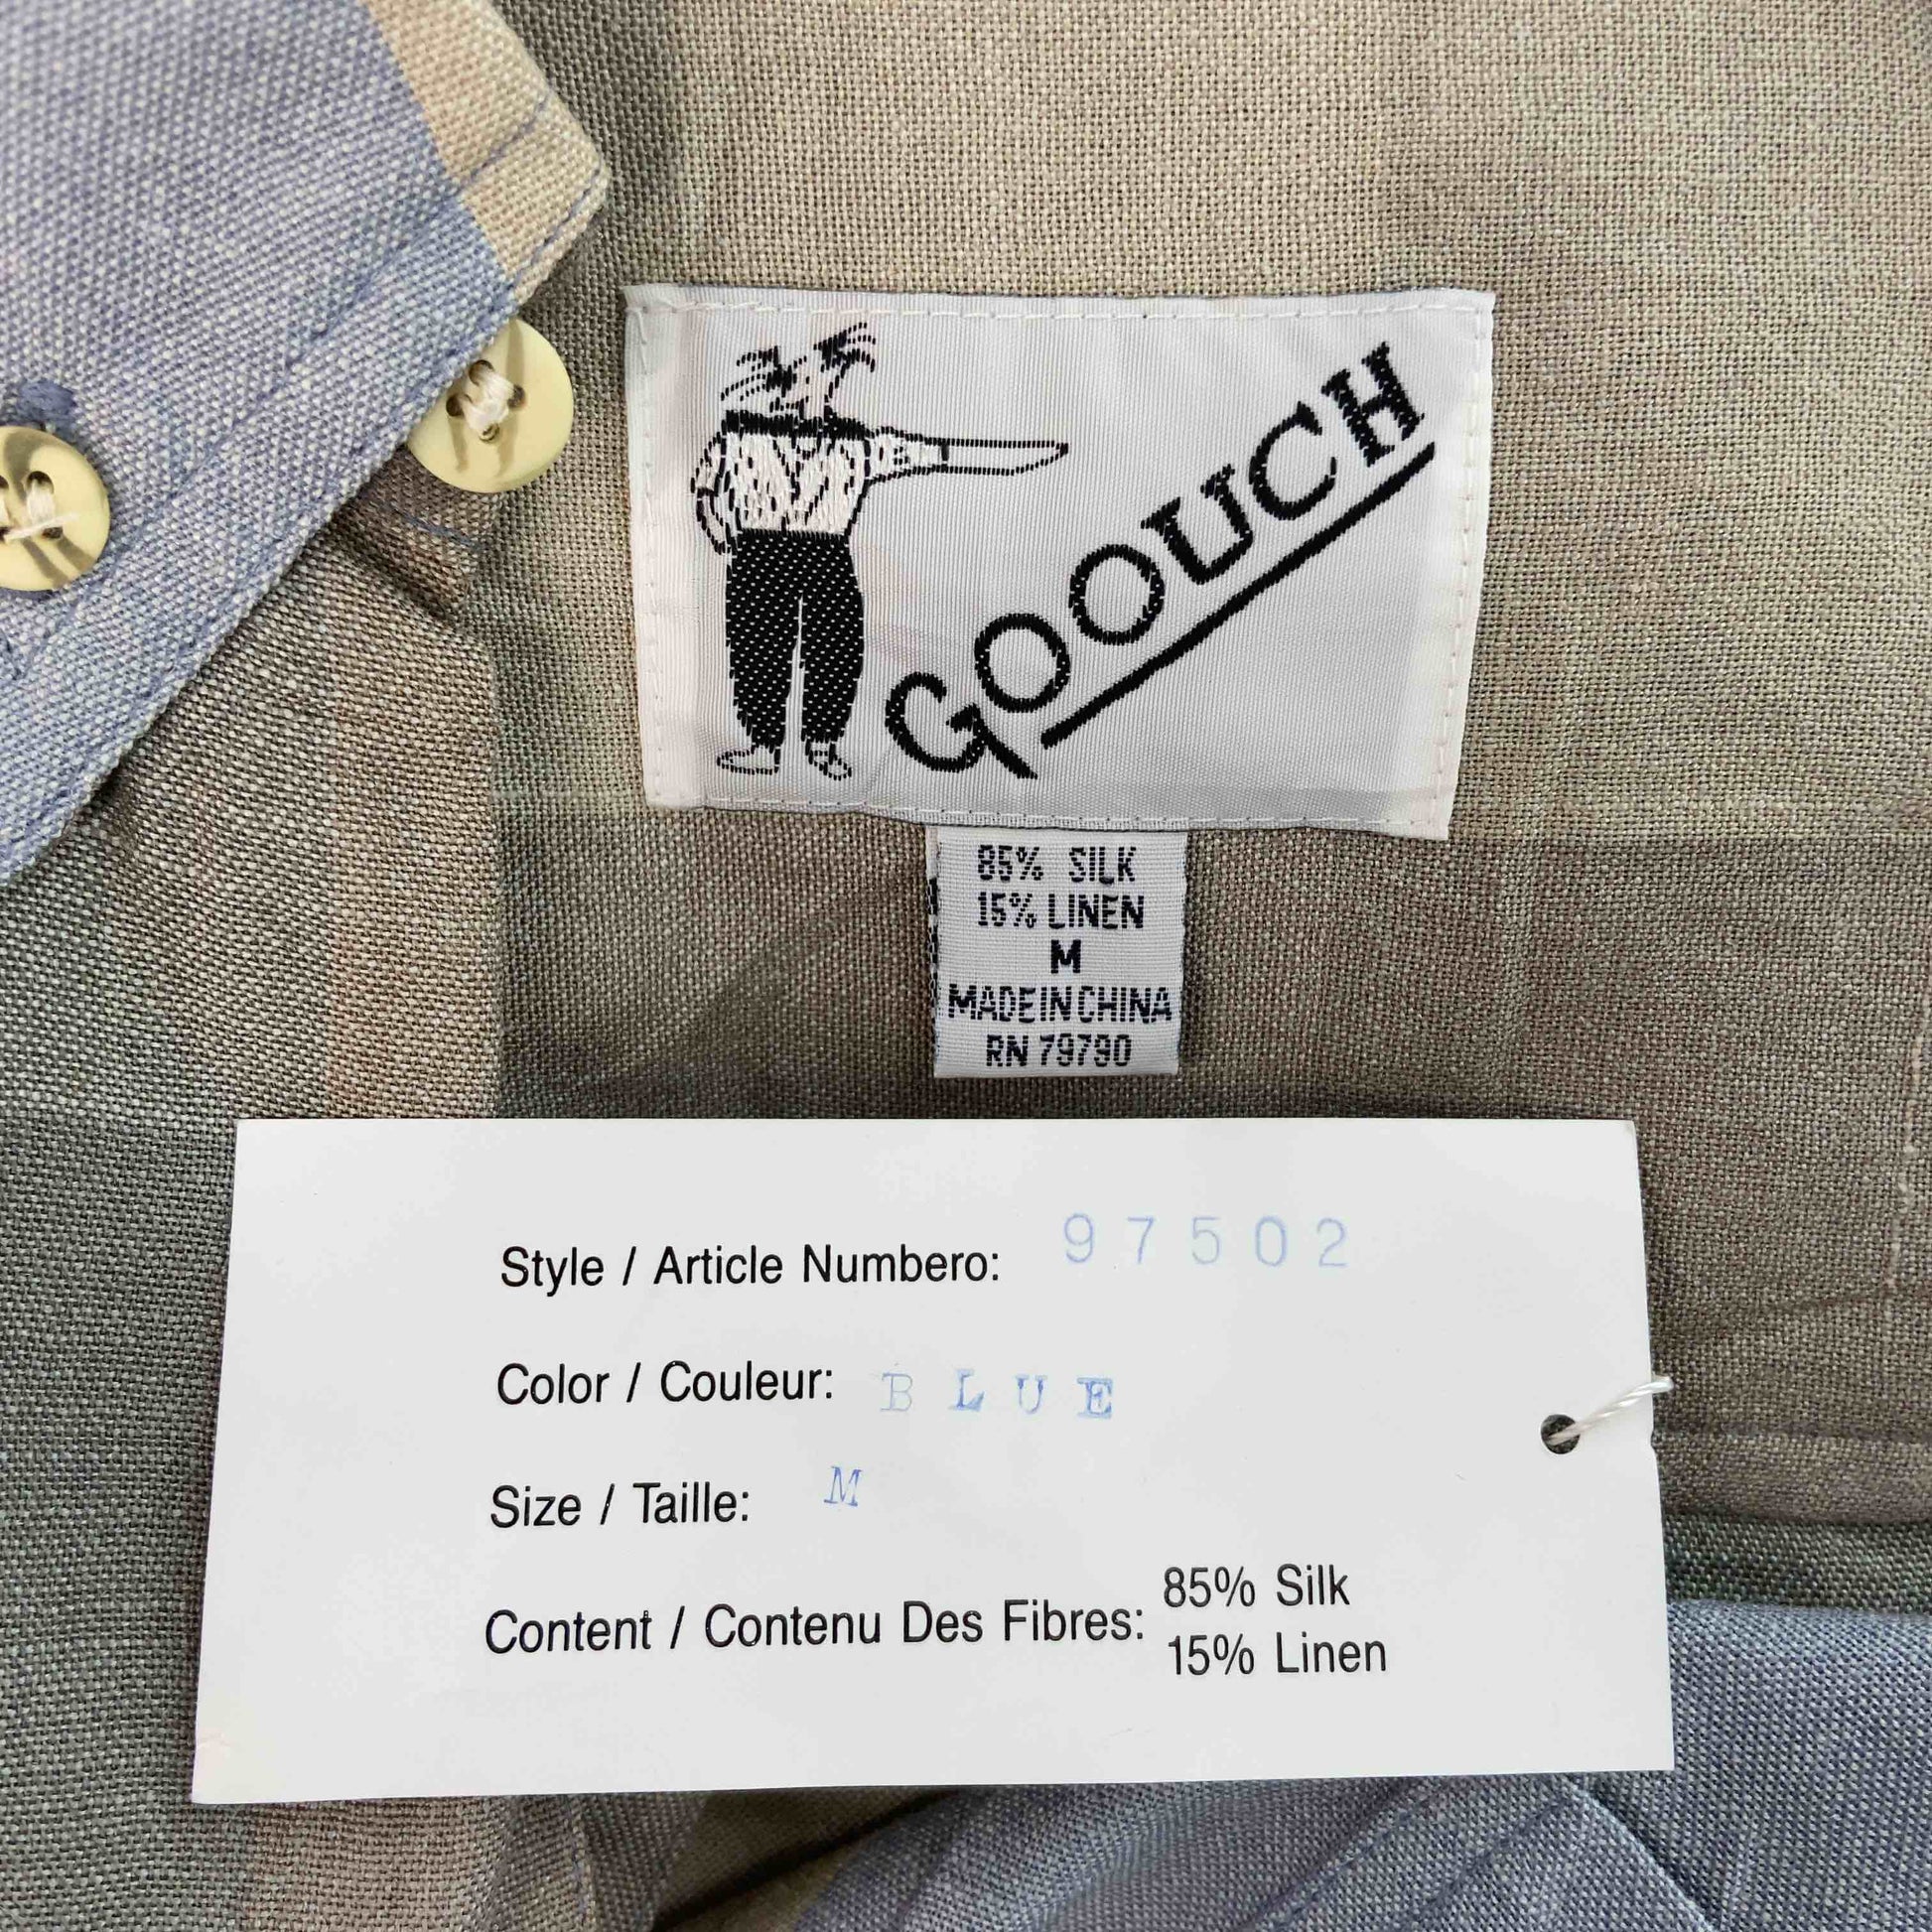 GOOUCH
85% SILK
15% LINEN
M
MADE IN CHINA
RN 79790
Style / Article Numbero: 97502
Color / Couleur: BLUE
Size / Taille: M
Content / Contenu Des Fibres: 85% Silk
15% Linen